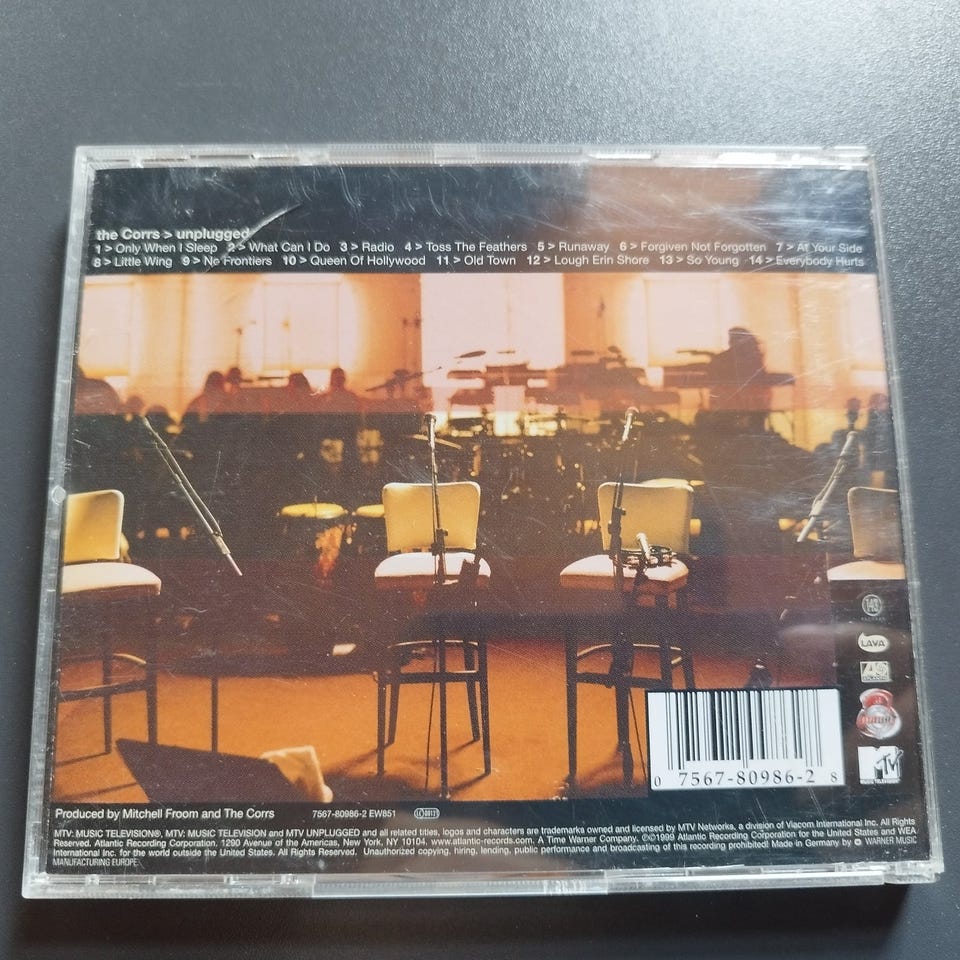 the Corrs > unplugged
1 > Only When I Sleep 2 > What Can I Do 3 > Radio 4 > Toss The Feathers 5 > Runaway 6 > Forgiven Not Forgotten 7 > At Your Side
8 > Little Wing 9 > No Frontiers 10 > Queen Of Hollywood 11 > Old Town 12 > Lough Erin Shore 13 > So Young 14 > Everybody Hurts
143
RECORDS
LAVA
ATLANTIC
MTV
MUSIC TELEVISION
0 7567-80986-2 8
Produced by Mitchell Froom and The Corrs 7567-80986-2 EW851
MTV: MUSIC TELEVISION®, MTV: MUSIC TELEVISION and MTV UNPLUGGED and all related titles, logos and characters are trademarks owned and licensed by MTV Networks, a division of Viacom International Inc. All Rights
Reserved. Atlantic Recording Corporation. 1290 Avenue of the Americas, New York, NY 10104. www.atlantic-records.com. A Time Warner Company. ℗©1999 Atlantic Recording Corporation for the United States and WEA
International Inc. for the world outside the United States. All Rights Reserved. Unauthorized copying, hiring, lending, public performance and broadcasting of this recording prohibited! Made in Germany by WARNER MUSIC
MANUFACTURING EUROPE.